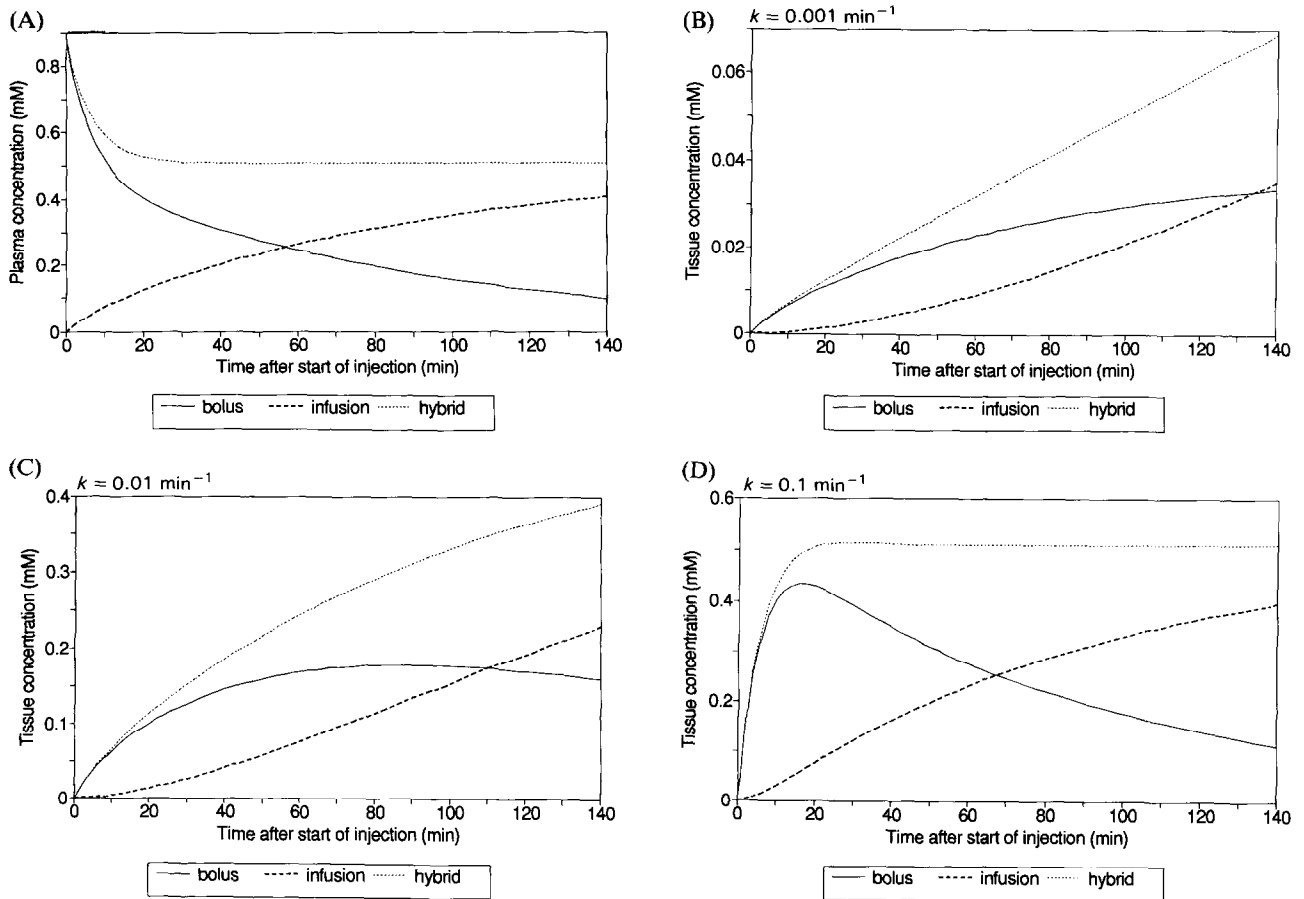 (A)
Plasma concentration (mM)
0.8
0.6
0.4
0.2
0
0 20 40 60 80 100 120 140
Time after start of injection (min)
bolus infusion hybrid
(B)
k = 0.001 min⁻¹
Tissue concentration (mM)
0.06
0.04
0.02
0
0 20 40 60 80 100 120 140
Time after start of injection (min)
bolus infusion hybrid
(C)
k = 0.01 min⁻¹
Tissue concentration (mM)
0.4
0.3
0.2
0.1
0
0 20 40 60 80 100 120 140
Time after start of injection (min)
bolus infusion hybrid
(D)
k = 0.1 min⁻¹
Tissue concentration (mM)
0.6
0.4
0.2
0
0 20 40 60 80 100 120 140
Time after start of injection (min)
bolus infusion hybrid